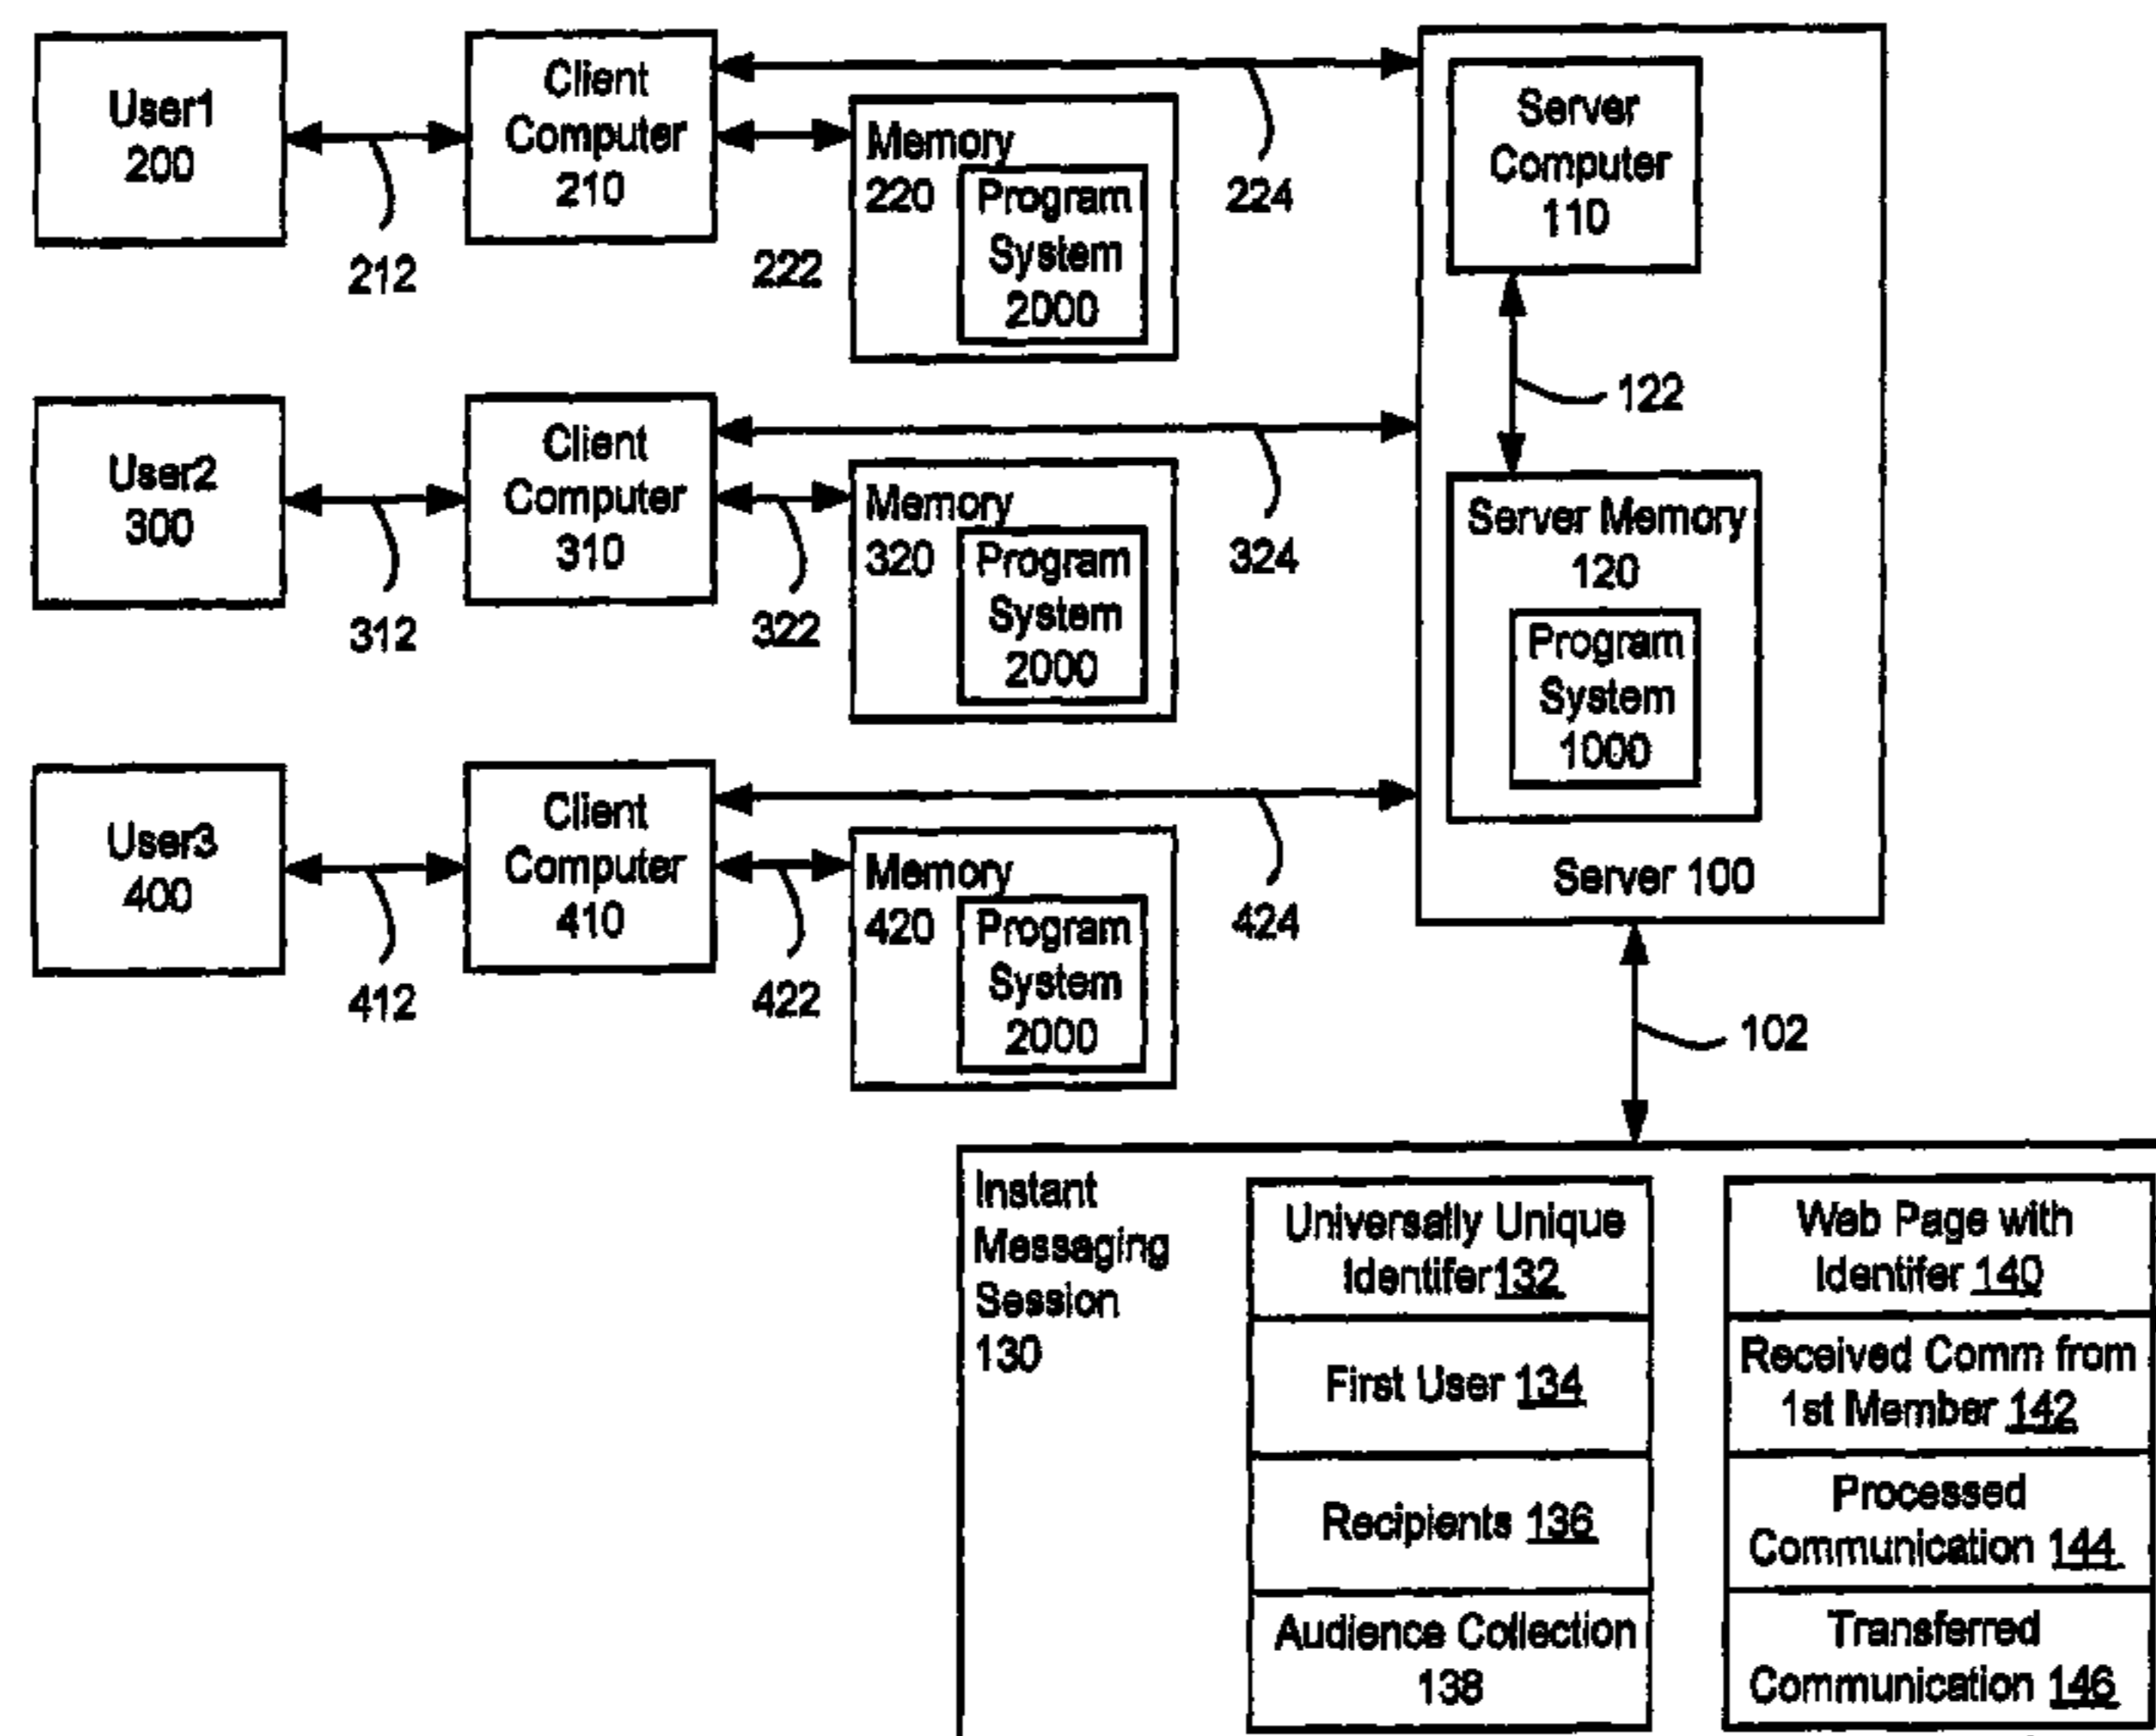 User1
200
212
Client
Computer
210
222
Memory
220
Program
System
2000
224
User2
300
312
Client
Computer
310
322
Memory
320
Program
System
2000
324
User3
400
412
Client
Computer
410
422
Memory
420
Program
System
2000
424
Server
Computer
110
122
Server Memory
120
Program
System
1000
Server 100
102
Instant
Messaging
Session
130
Universally Unique
Identifer132
First User 134
Recipients 136
Audience Collection
138
Web Page with
Identifer 140
Received Comm from
1st Member 142
Processed
Communication 144
Transferred
Communication 146